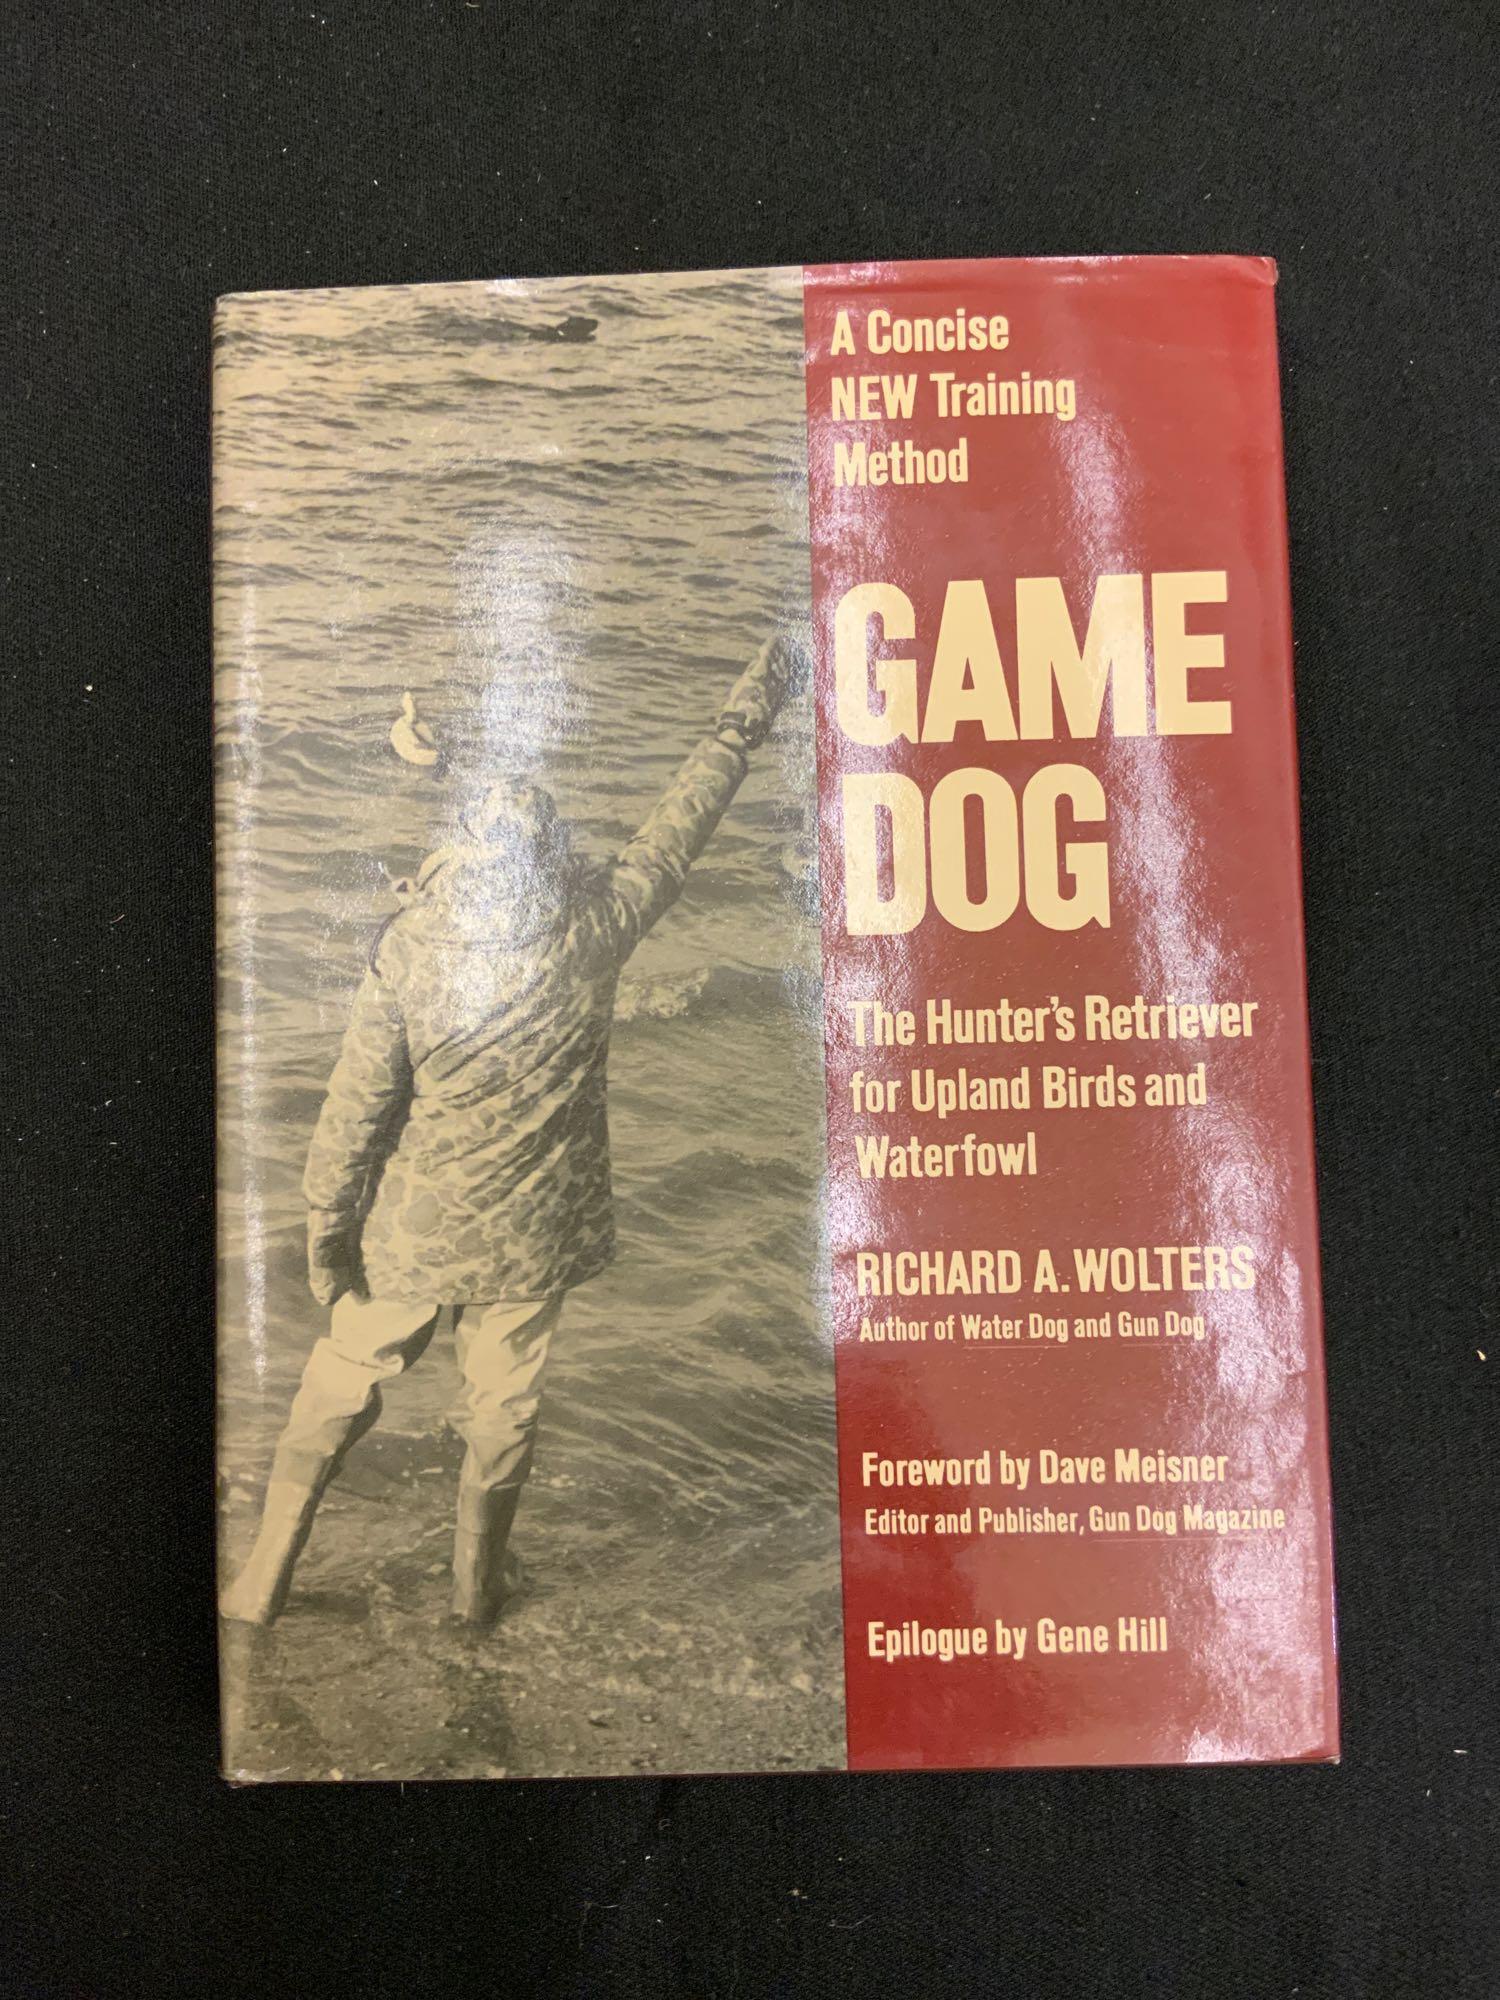 A Concise
NEW Training
Method
GAME
DOG
The Hunter's Retriever
for Upland Birds and
Waterfowl
RICHARD A. WOLTERS
Author of Water Dog and Gun Dog
Foreword by Dave Meisner
Editor and Publisher, Gun Dog Magazine
Epilogue by Gene Hill